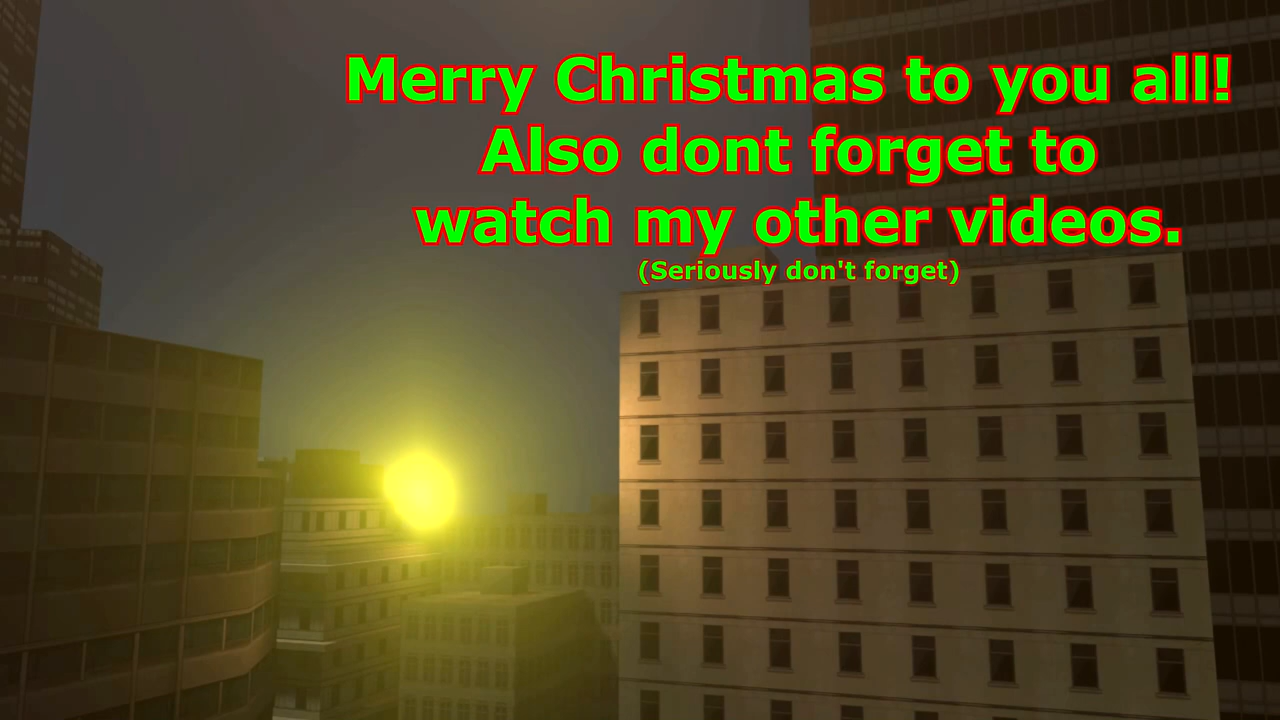 Merry Christmas to you all!
Also dont forget to
watch my other videos.
(Seriously don't forget)